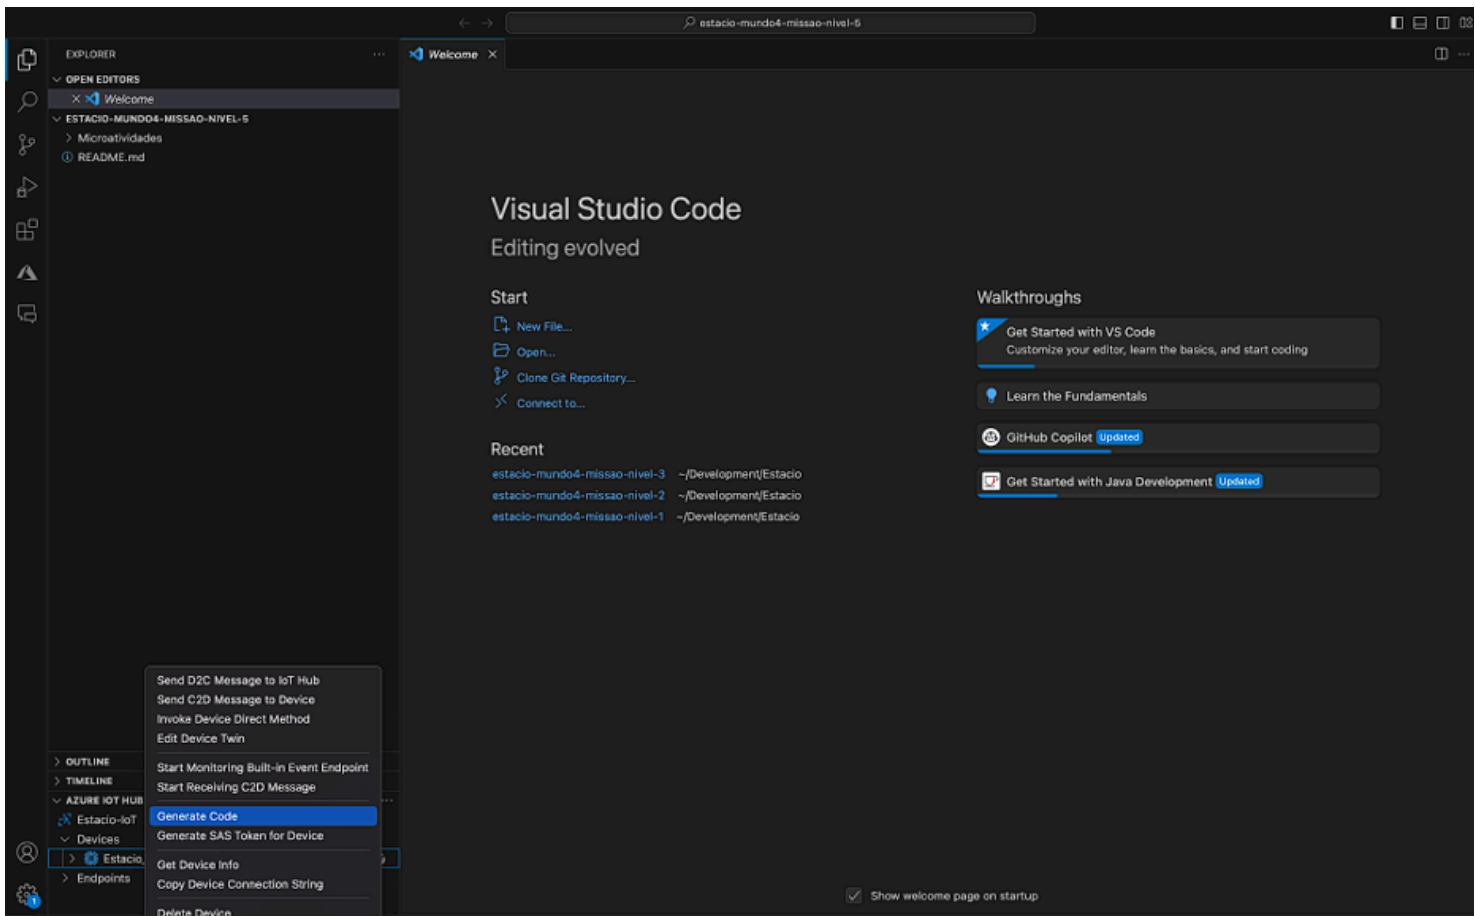 estacio-mundo4-missao-nivel-5
EXPLORER
Welcome
OPEN EDITORS
Welcome
ESTACIO-MUNDO4-MISSAO-NIVEL-5
Microatividades
README.md
Visual Studio Code
Editing evolved
Start
New File...
Open...
Clone Git Repository...
Connect to...
Recent
estacio-mundo4-missao-nivel-3 ~/Development/Estacio
estacio-mundo4-missao-nivel-2 ~/Development/Estacio
estacio-mundo4-missao-nivel-1 ~/Development/Estacio
Walkthroughs
Get Started with VS Code
Customize your editor, learn the basics, and start coding
Learn the Fundamentals
GitHub Copilot Updated
Get Started with Java Development Updated
OUTLINE
TIMELINE
AZURE IOT HUB
Estacio-IoT
Devices
Estacio_
Endpoints
Send D2C Message to IoT Hub
Send C2D Message to Device
Invoke Device Direct Method
Edit Device Twin
Start Monitoring Built-in Event Endpoint
Start Receiving C2D Message
Generate Code
Generate SAS Token for Device
Get Device Info
Copy Device Connection String
Delete Device
1
Show welcome page on startup